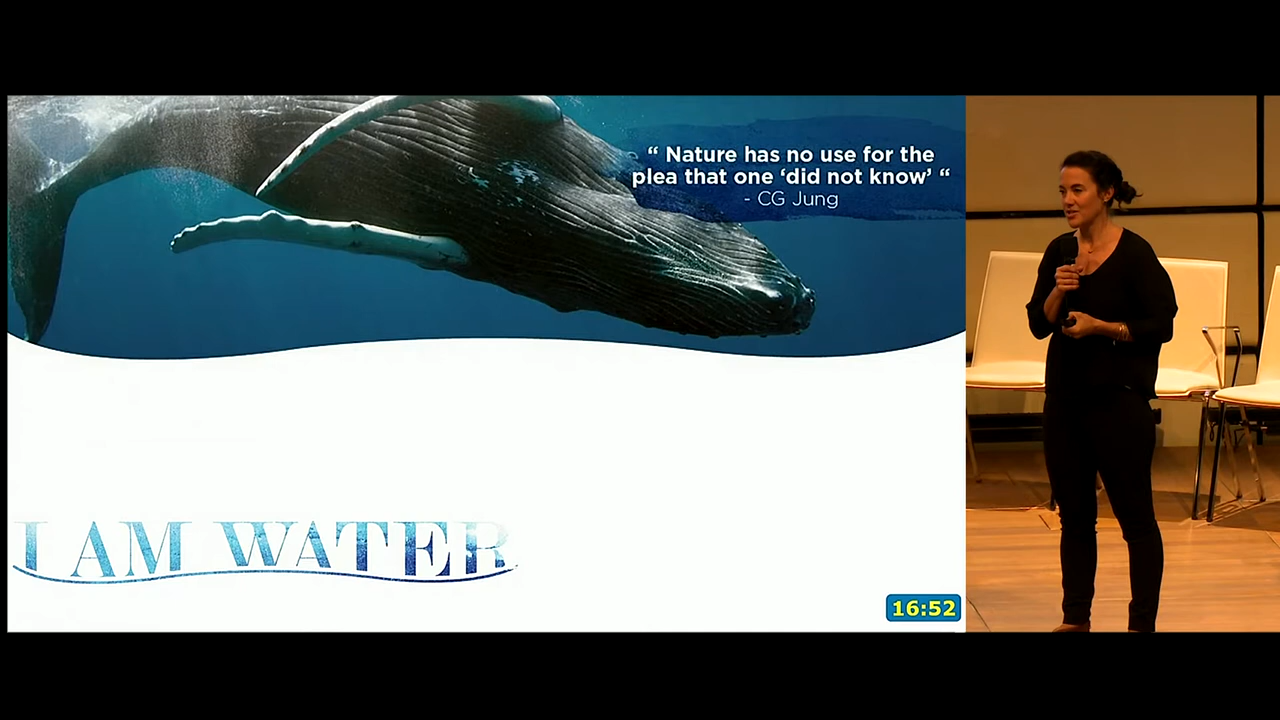 “ Nature has no use for the
plea that one ‘did not know’ “
- CG Jung
I AM WATER
16:52